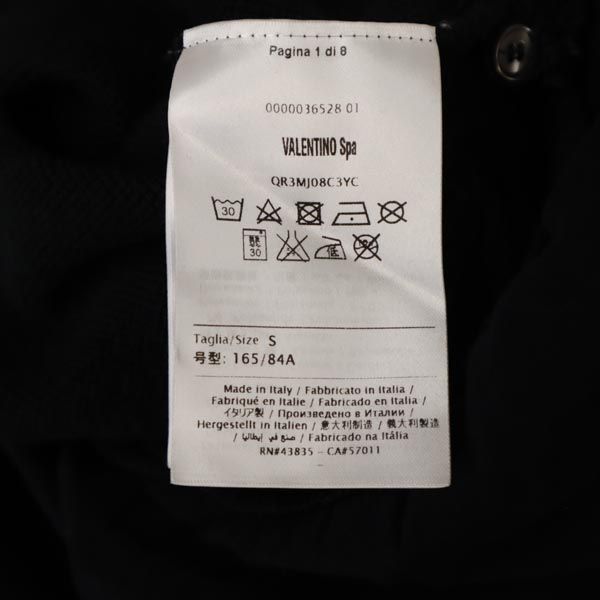 Pagina 1 di 8
0000036528 01
VALENTINO Spa
QR3MJ08C3YC
30
30 低
Taglia/Size S
号型: 165/84A
Made in Italy / Fabbricato in Italia /
Fabriqué en Italie / Fabricado en Italia
/ イタリア製 / Произведено в Италии /
Hergestellt in Italien / 意大利制造 / 義大利製造
/ صنع في إيطاليا / Fabricado na Itália
RN#43835 - CA#57011